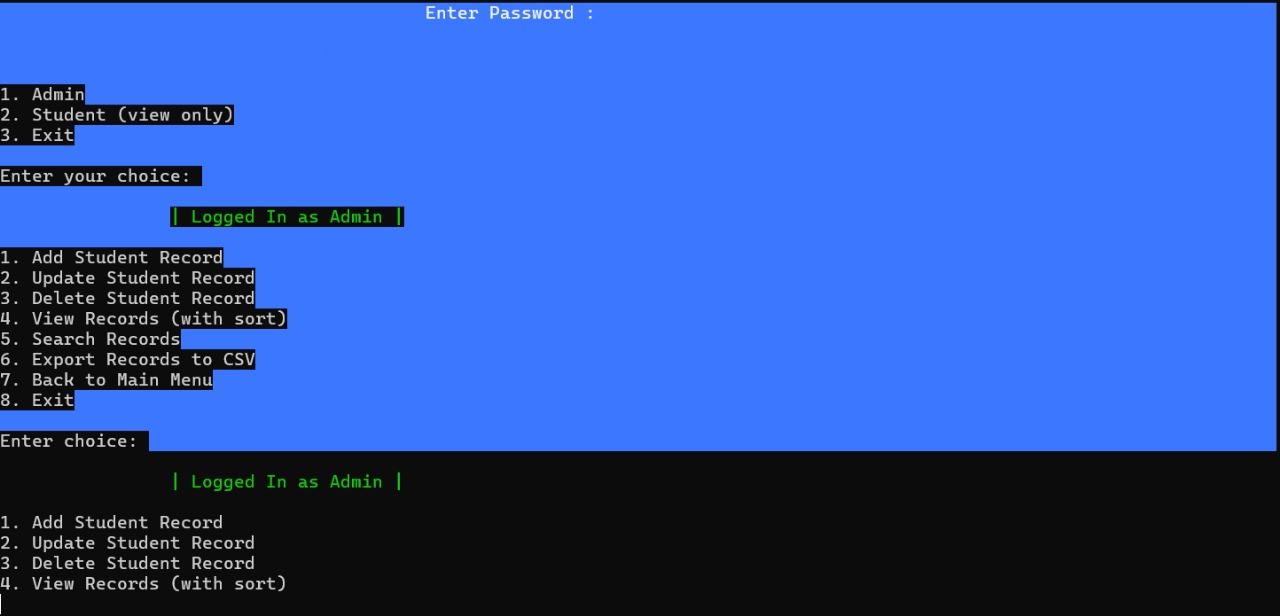 Enter Password :
1. Admin
2. Student (view only)
3. Exit
Enter your choice:
| Logged In as Admin |
1. Add Student Record
2. Update Student Record
3. Delete Student Record
4. View Records (with sort)
5. Search Records
6. Export Records to CSV
7. Back to Main Menu
8. Exit
Enter choice:
| Logged In as Admin |
1. Add Student Record
2. Update Student Record
3. Delete Student Record
4. View Records (with sort)